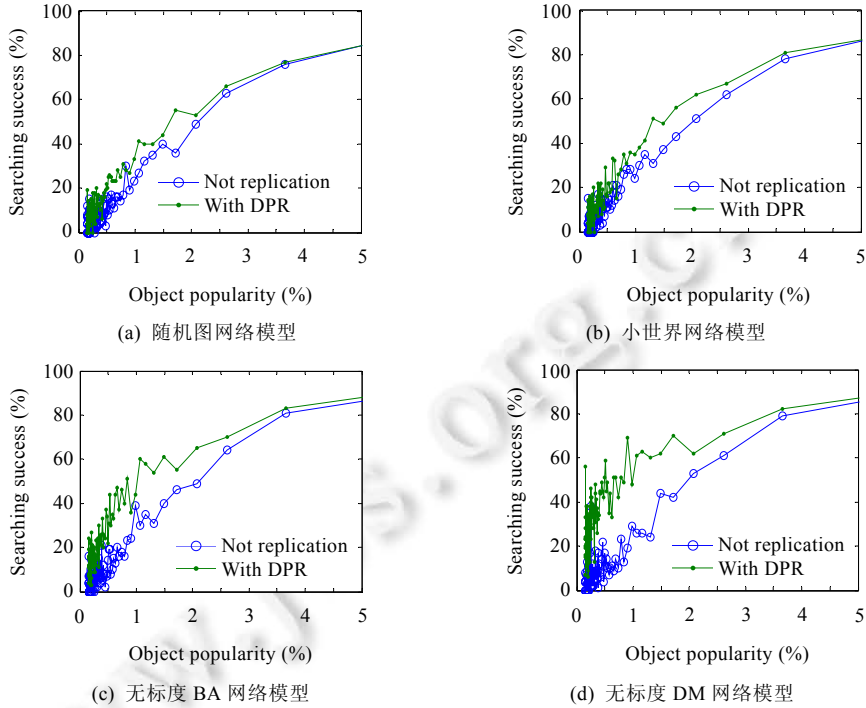 100
80
60
40
20
0
Searching success (%)
Not replication
With DPR
0 1 2 3 4 5
Object popularity (%)
(a) 随机图网络模型
100
80
60
40
20
0
Searching success (%)
Not replication
With DPR
0 1 2 3 4 5
Object popularity (%)
(b) 小世界网络模型
100
80
60
40
20
0
Searching success (%)
Not replication
With DPR
0 1 2 3 4 5
Object popularity (%)
(c) 无标度 BA 网络模型
100
80
60
40
20
0
Searching success (%)
Not replication
With DPR
0 1 2 3 4 5
Object popularity (%)
(d) 无标度 DM 网络模型